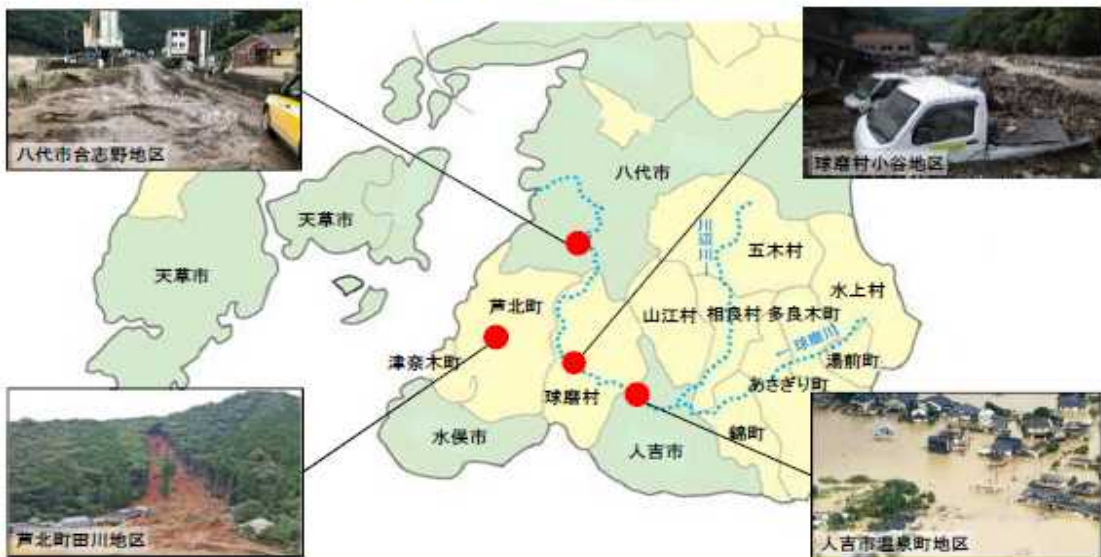 八代市合志野地区
球磨村小谷地区
八代市
天草市
天草市
川辺川
五木村
水上村
芦北町
山江村
相良村
多良木町
球磨川
湯前町
津奈木町
あさぎり町
球磨村
錦町
水俣市
人吉市
芦北町田川地区
人吉市温泉町地区